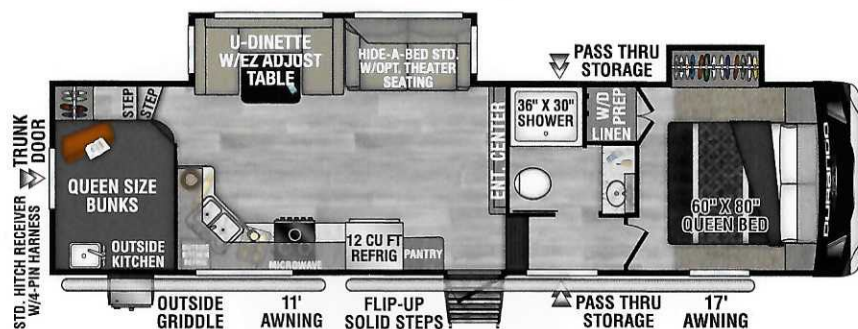 U-DINETTE
W/EZ ADJUST
TABLE
HIDE-A-BED STD.
W/OPT. THEATER
SEATING
PASS THRU
STORAGE
TRUNK
DOOR
STD. HITCH RECEIVER
W/4-PIN HARNESS
STEP
STEP
QUEEN SIZE
BUNKS
OUTSIDE
KITCHEN
ENT. CENTER
36" X 30"
SHOWER
W/D
PREP
LINEN
60" X 80"
QUEEN BED
DURANGO
MICROWAVE
12 CU FT
REFRIG
PANTRY
OUTSIDE
GRIDDLE
11'
AWNING
FLIP-UP
SOLID STEPS
PASS THRU
STORAGE
17'
AWNING